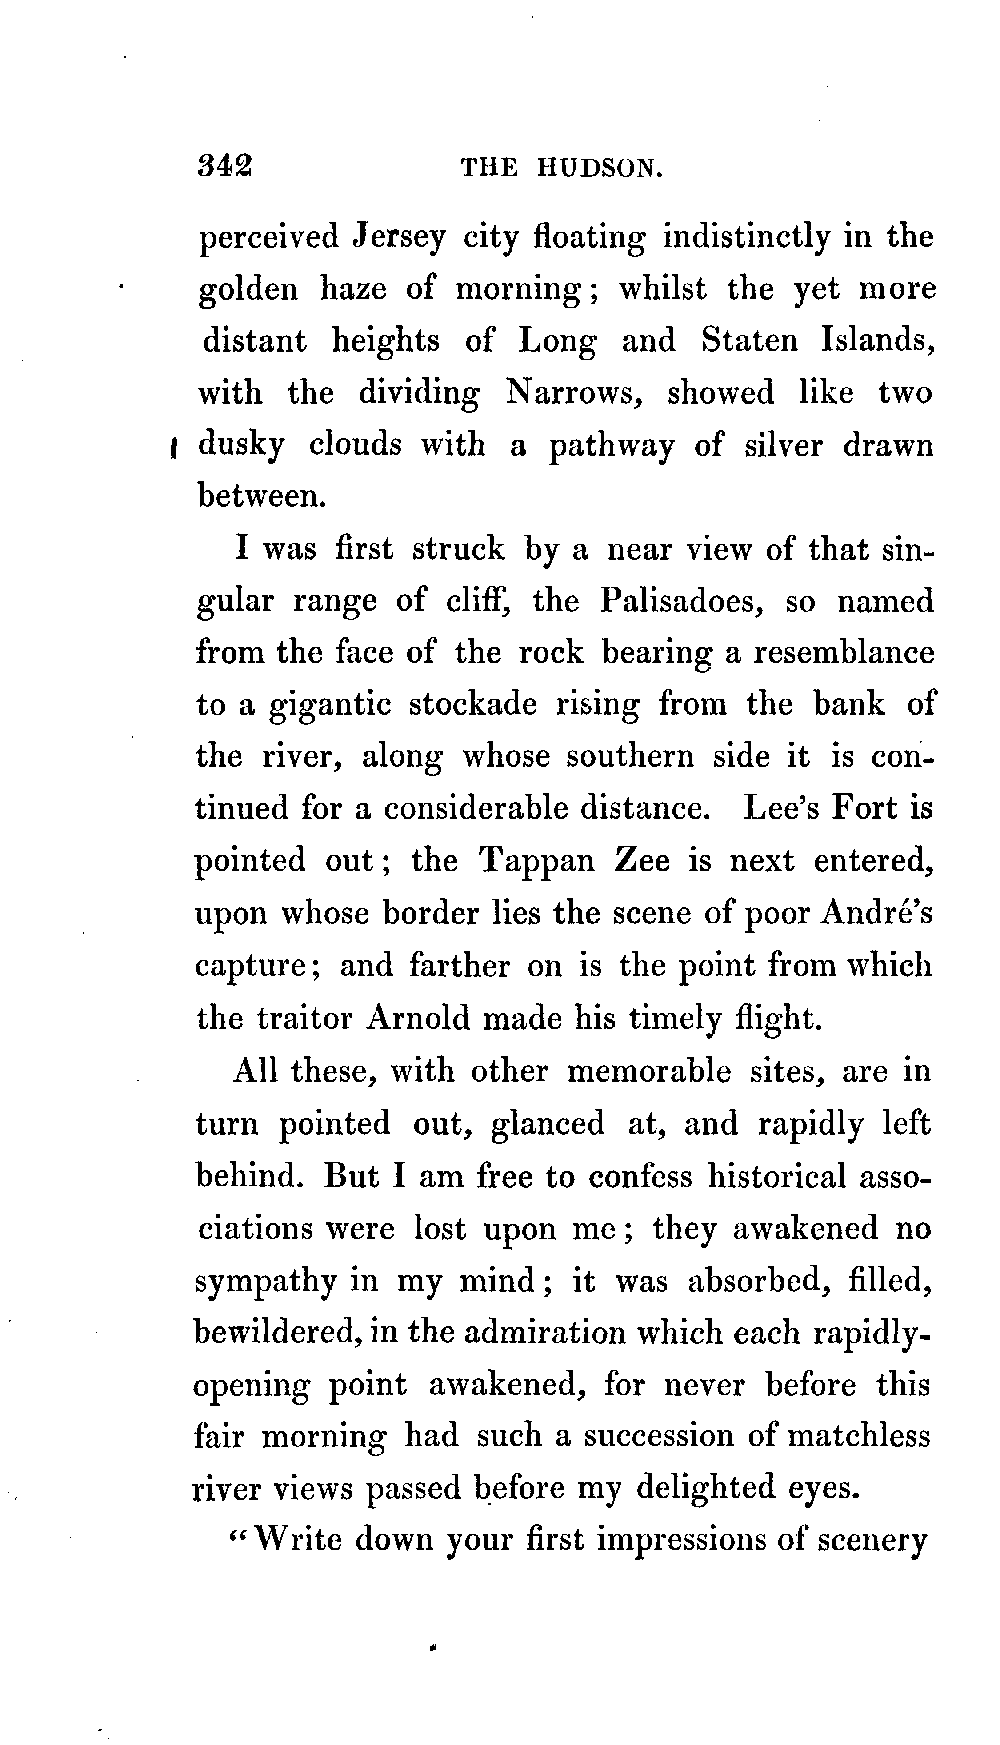 342 THE HUDSON.
perceived Jersey city floating indistinctly in the
golden haze of morning; whilst the yet more
distant heights of Long and Staten Islands,
with the dividing Narrows, showed like two
dusky clouds with a pathway of silver drawn
between.
I was first struck by a near view of that sin-
gular range of cliff, the Palisadoes, so named
from the face of the rock bearing a resemblance
to a gigantic stockade rising from the bank of
the river, along whose southern side it is con-
tinued for a considerable distance. Lee's Fort is
pointed out; the Tappan Zee is next entered,
upon whose border lies the scene of poor André's
capture; and farther on is the point from which
the traitor Arnold made his timely flight.
All these, with other memorable sites, are in
turn pointed out, glanced at, and rapidly left
behind. But I am free to confess historical asso-
ciations were lost upon me; they awakened no
sympathy in my mind; it was absorbed, filled,
bewildered, in the admiration which each rapidly-
opening point awakened, for never before this
fair morning had such a succession of matchless
river views passed before my delighted eyes.
"Write down your first impressions of scenery